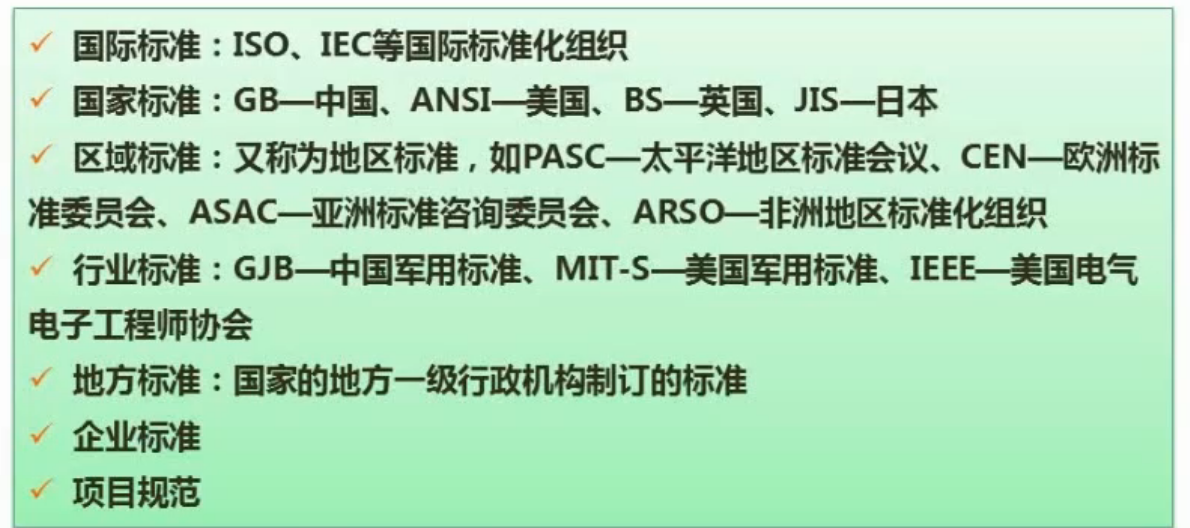 ✓ 国际标准：ISO、IEC等国际标准化组织
✓ 国家标准：GB—中国、ANSI—美国、BS—英国、JIS—日本
✓ 区域标准：又称为地区标准，如PASC—太平洋地区标准会议、CEN—欧洲标
准委员会、ASAC—亚洲标准咨询委员会、ARSO—非洲地区标准化组织
✓ 行业标准：GJB—中国军用标准、MIT-S—美国军用标准、IEEE—美国电气
电子工程师协会
✓ 地方标准：国家的地方一级行政机构制订的标准
✓ 企业标准
✓ 项目规范